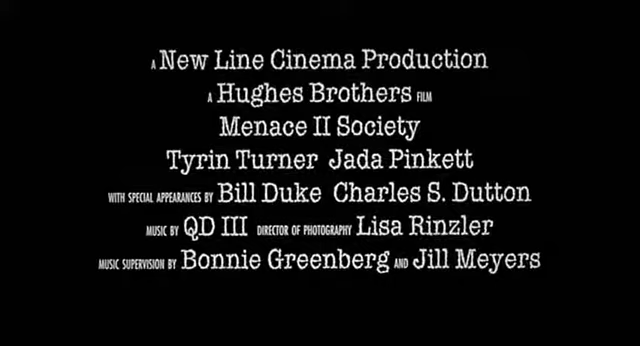 A New Line Cinema Production
A Hughes Brothers FILM
Menace II Society
Tyrin Turner Jada Pinkett
WITH SPECIAL APPEARANCES BY Bill Duke Charles S. Dutton
MUSIC BY QD III DIRECTOR OF PHOTOGRAPHY Lisa Rinzler
MUSIC SUPERVISION BY Bonnie Greenberg AND Jill Meyers